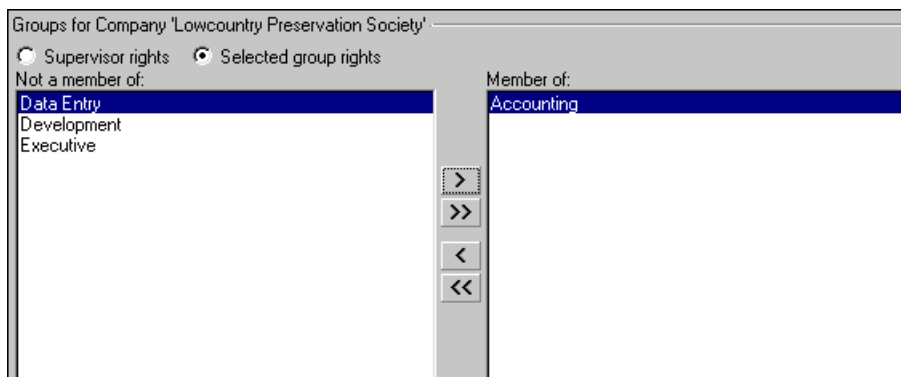 Groups for Company 'Lowcountry Preservation Society'
Supervisor rights Selected group rights
Not a member of: Member of:
Data Entry Accounting
Development
Executive
>
>>
<
<<